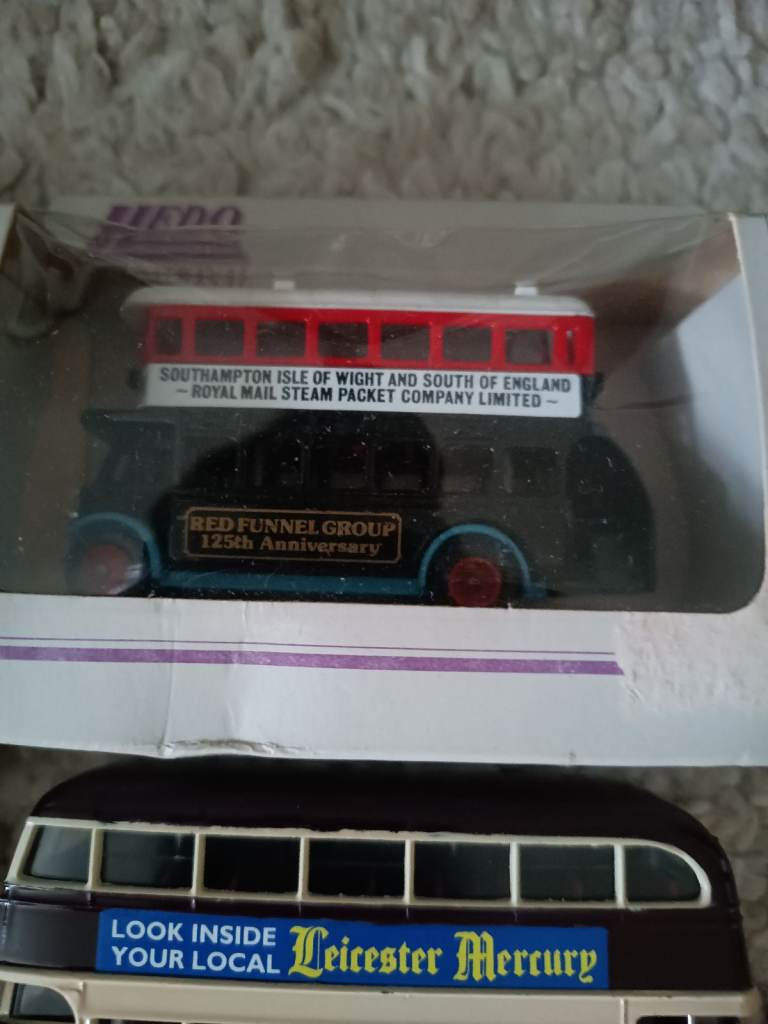 SOUTHAMPTON ISLE OF WIGHT AND SOUTH OF ENGLAND
~ ROYAL MAIL STEAM PACKET COMPANY LIMITED ~
RED FUNNEL GROUP
125th Anniversary
LOOK INSIDE
YOUR LOCAL
Leicester Mercury